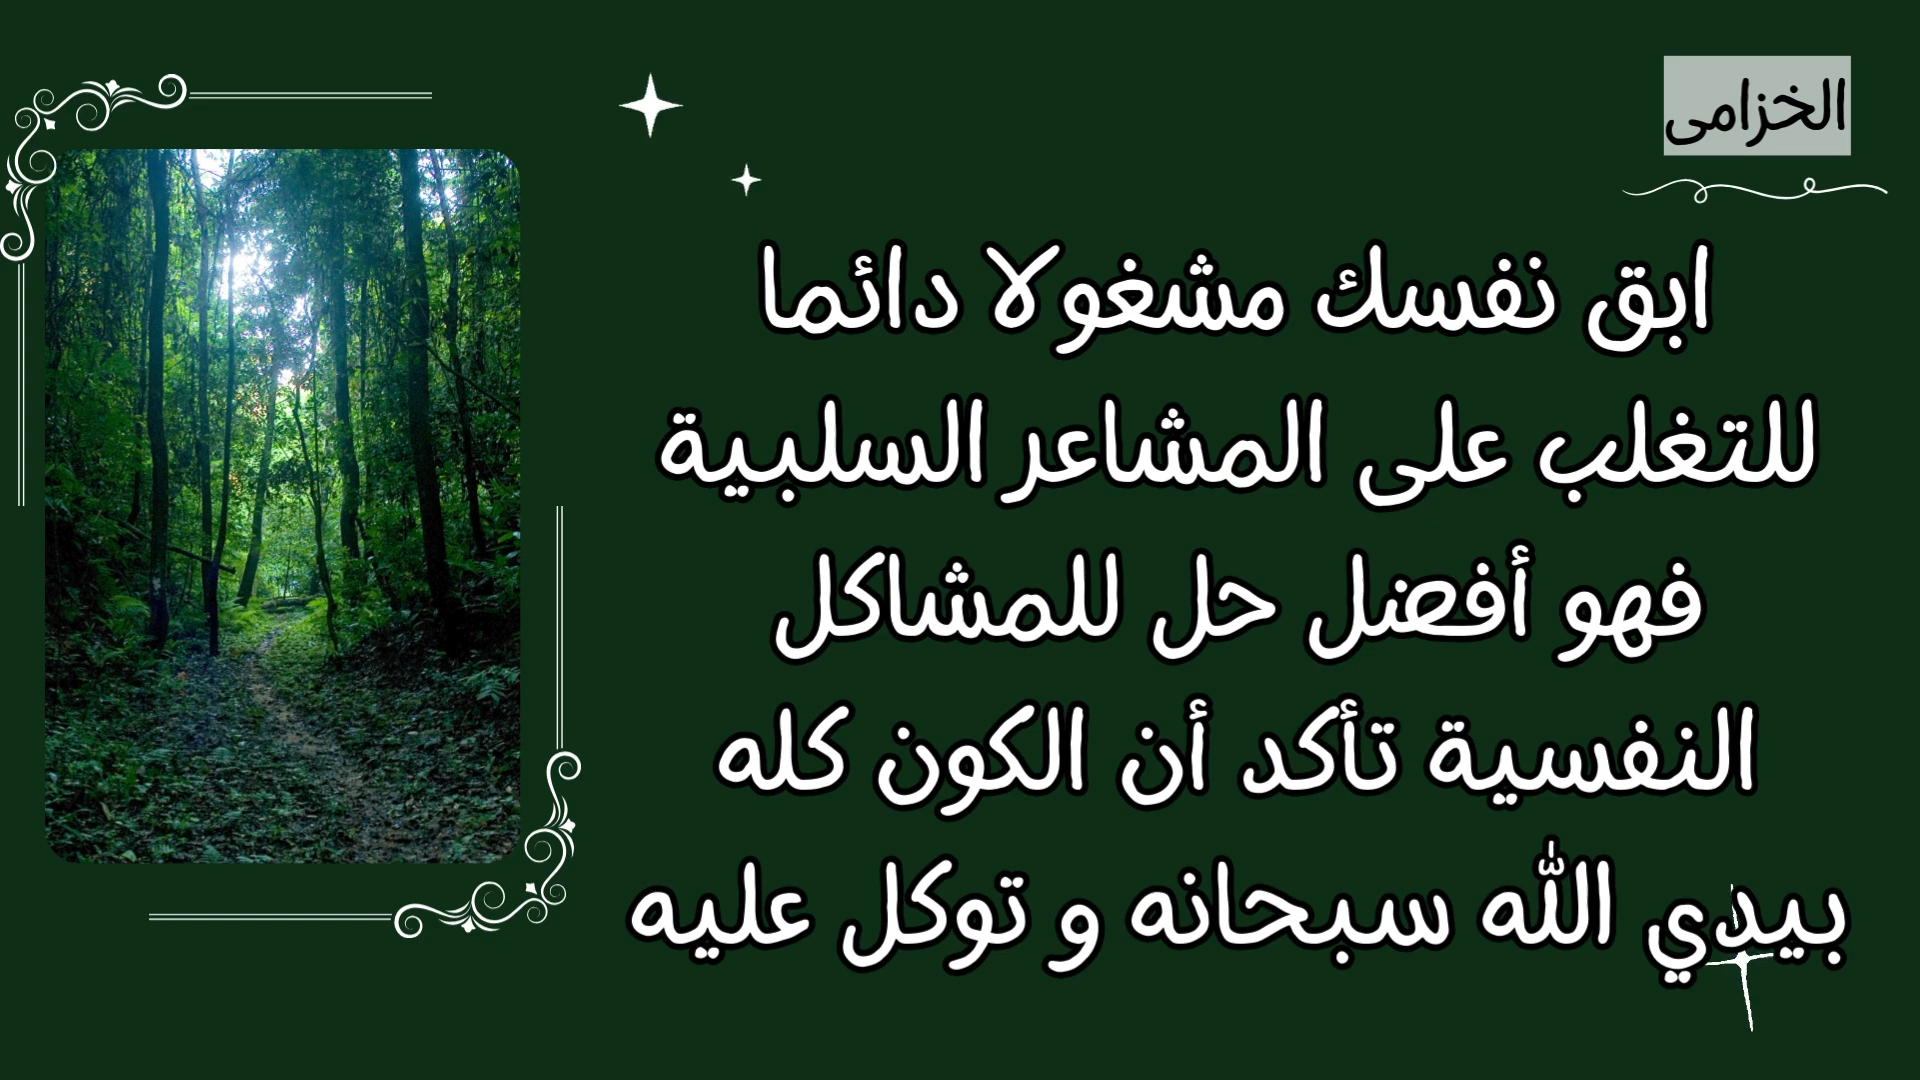 الخزامى
ابق نفسك مشغولا دائما
للتغلب على المشاعر السلبية
فهو أفضل حل للمشاكل
النفسية تأكد أن الكون كله
بيدي الله سبحانه و توكل عليه